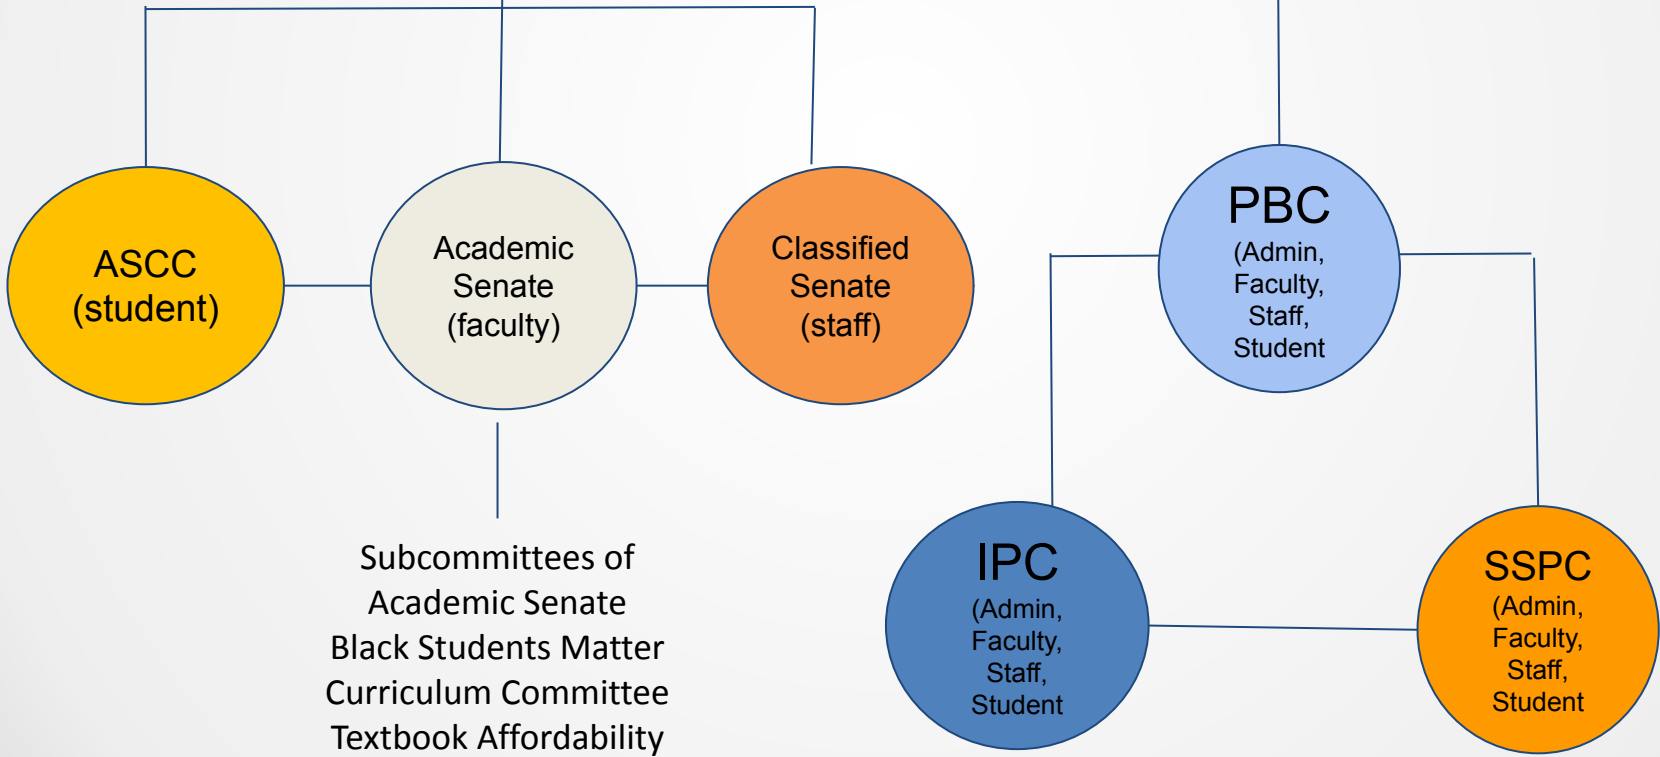 ASCC
(student)
Academic
Senate
(faculty)
Classified
Senate
(staff)
PBC
(Admin,
Faculty,
Staff,
Student
Subcommittees of
Academic Senate
Black Students Matter
Curriculum Committee
Textbook Affordability
IPC
(Admin,
Faculty,
Staff,
Student
SSPC
(Admin,
Faculty,
Staff,
Student